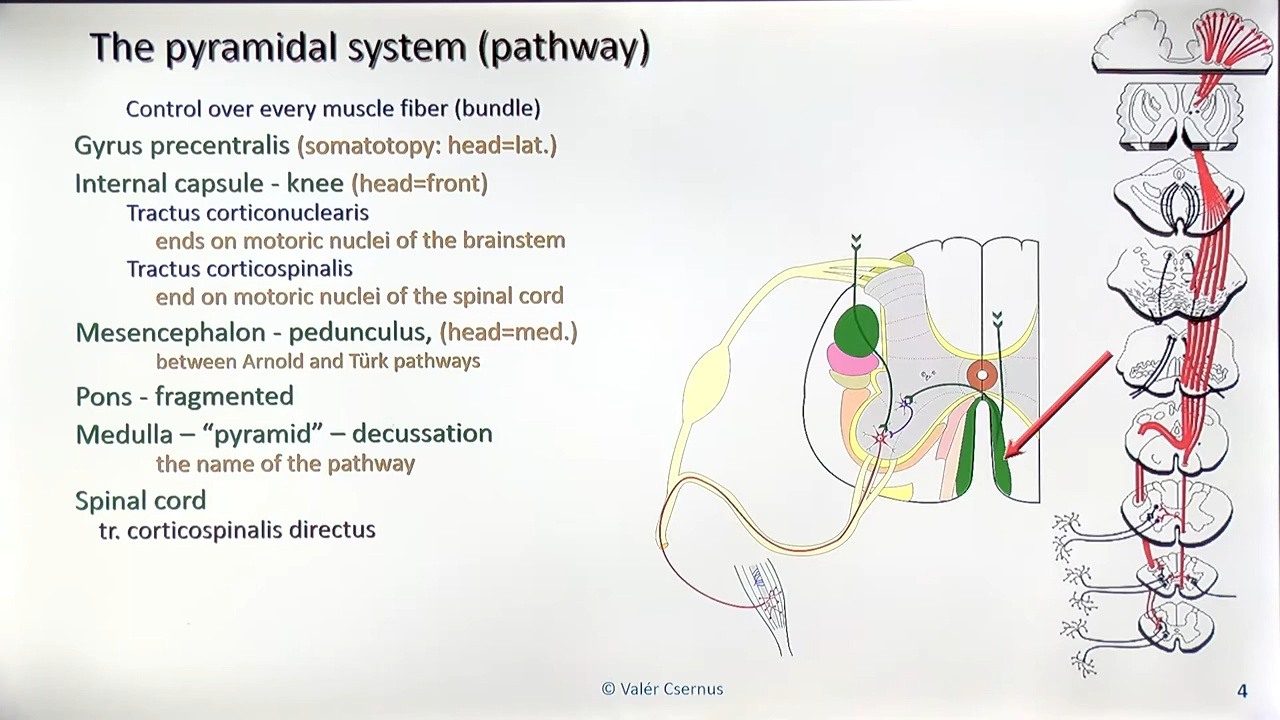 The pyramidal system (pathway)
Control over every muscle fiber (bundle)
Gyrus precentralis (somatotopy: head=lat.)
Internal capsule - knee (head=front)
Tractus corticonuclearis
ends on motoric nuclei of the brainstem
Tractus corticospinalis
end on motoric nuclei of the spinal cord
Mesencephalon - pedunculus, (head=med.)
between Arnold and Türk pathways
Pons - fragmented
Medulla – “pyramid” – decussation
the name of the pathway
Spinal cord
tr. corticospinalis directus
© Valér Csernus
4